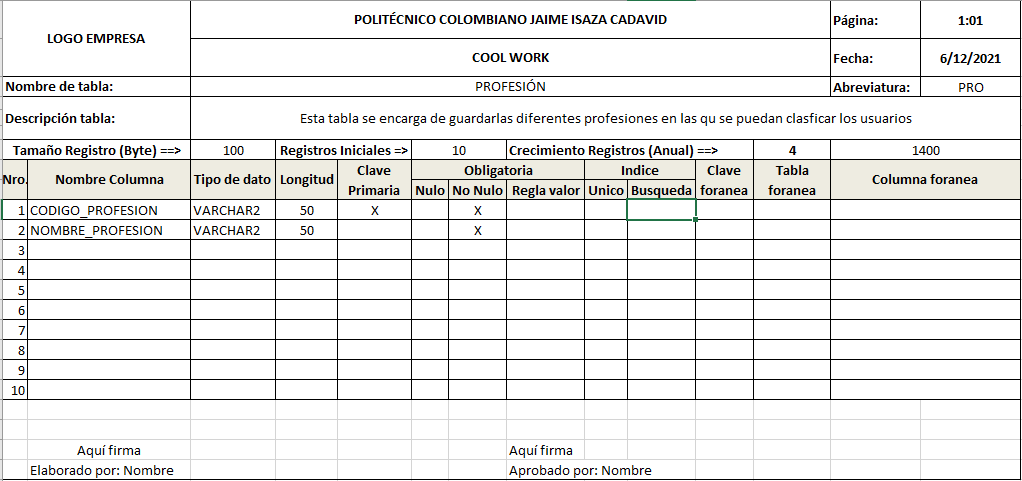 LOGO EMPRESA
POLITÉCNICO COLOMBIANO JAIME ISAZA CADAVID
Página: 1:01
COOL WORK
Fecha: 6/12/2021
Nombre de tabla: PROFESIÓN Abreviatura: PRO
Descripción tabla: Esta tabla se encarga de guardarlas diferentes profesiones en las qu se puedan clasficar los usuarios
Tamaño Registro (Byte) ==> 100 Registros Iniciales => 10 Crecimiento Registros (Anual) ==> 4 1400
Nro. Nombre Columna Tipo de dato Longitud Clave Primaria Obligatoria Indice Clave foranea Tabla foranea Columna foranea
Nulo No Nulo Regla valor Unico Busqueda
1 CODIGO_PROFESION VARCHAR2 50 X X
2 NOMBRE_PROFESION VARCHAR2 50 X
3
4
5
6
7
8
9
10
Aquí firma Aquí firma
Elaborado por: Nombre Aprobado por: Nombre